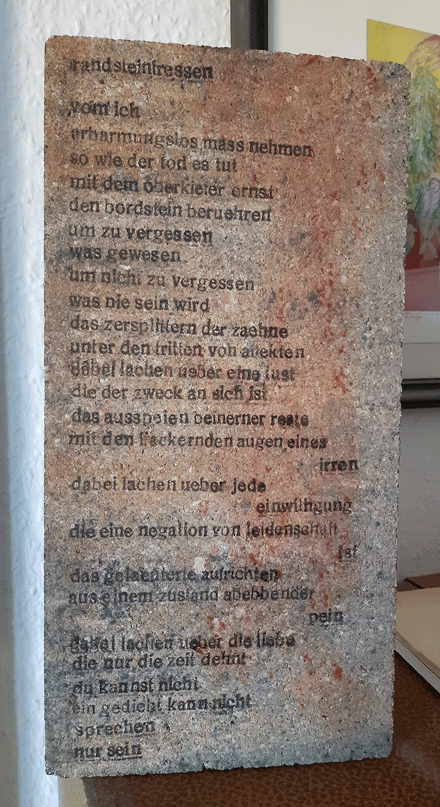 randsteinfressen
vom ich
erbarmungslos mass nehmen
so wie der tod es tut
mit dem oberkiefer ernst
den bordstein beruehren
um zu vergessen
was gewesen
um nicht zu vergessen
was nie sein wird
das zersplittern der zaehne
unter den tritten von affekten
dabei lachen ueber eine lust
die der zweck an sich ist
das ausspeien beinerner reste
mit den flackernden augen eines
irren
dabei lachen ueber jede
einwilligung
die eine negation von leidenschaft
ist
das gelaeuterte aufrichten
aus einem zustand abebbender
pein
dabei lachen ueber die liebe
die nur die zeit dehnt
du kannst nicht
ein gedicht kann nicht
sprechen
nur sein